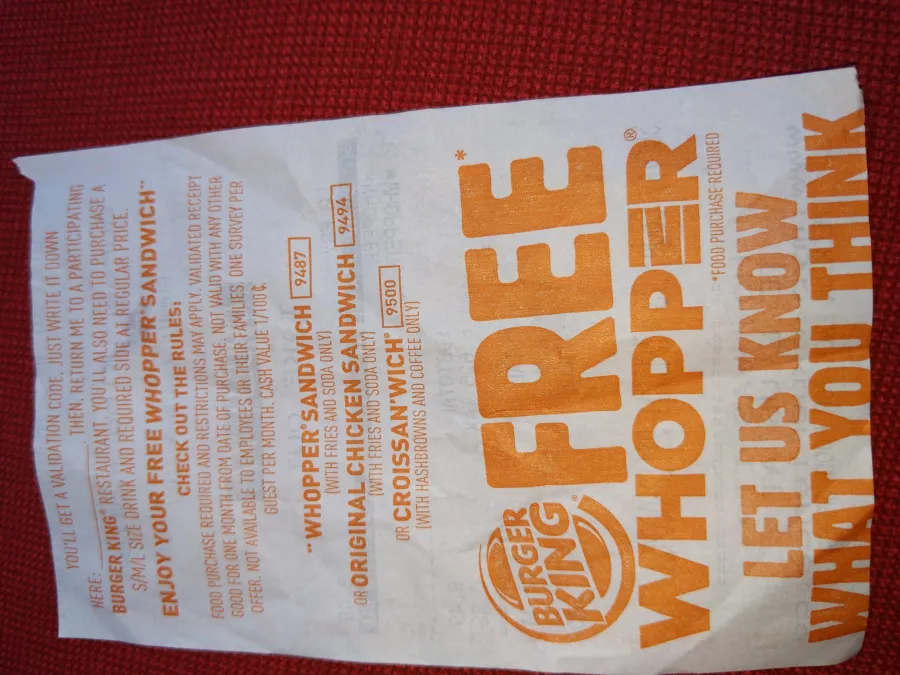 YOU'LL GET A VALIDATION CODE. JUST WRITE IT DOWN
HERE: ____________. THEN, RETURN ME TO A PARTICIPATING
BURGER KING® RESTAURANT. YOU'LL ALSO NEED TO PURCHASE A
S/M/L SIZE DRINK AND REQUIRED SIDE AT REGULAR PRICE.
ENJOY YOUR FREE WHOPPER® SANDWICH**
CHECK OUT THE RULES:
FOOD PURCHASE REQUIRED AND RESTRICTIONS MAY APPLY. VALIDATED RECEIPT
GOOD FOR ONE MONTH FROM DATE OF PURCHASE. NOT VALID WITH ANY OTHER
OFFER. NOT AVAILABLE TO EMPLOYEES OR THEIR FAMILIES. ONE SURVEY PER
GUEST PER MONTH. CASH VALUE 1/100¢.
**WHOPPER® SANDWICH 9487
(WITH FRIES AND SODA ONLY)
OR ORIGINAL CHICKEN SANDWICH 9494
(WITH FRIES AND SODA ONLY)
OR CROISSAN'WICH® 9500
(WITH HASHBROWNS AND COFFEE ONLY)
BURGER
KING®
FREE*
WHOPPER®
*FOOD PURCHASE REQUIRED
LET US KNOW
WHAT YOU THINK